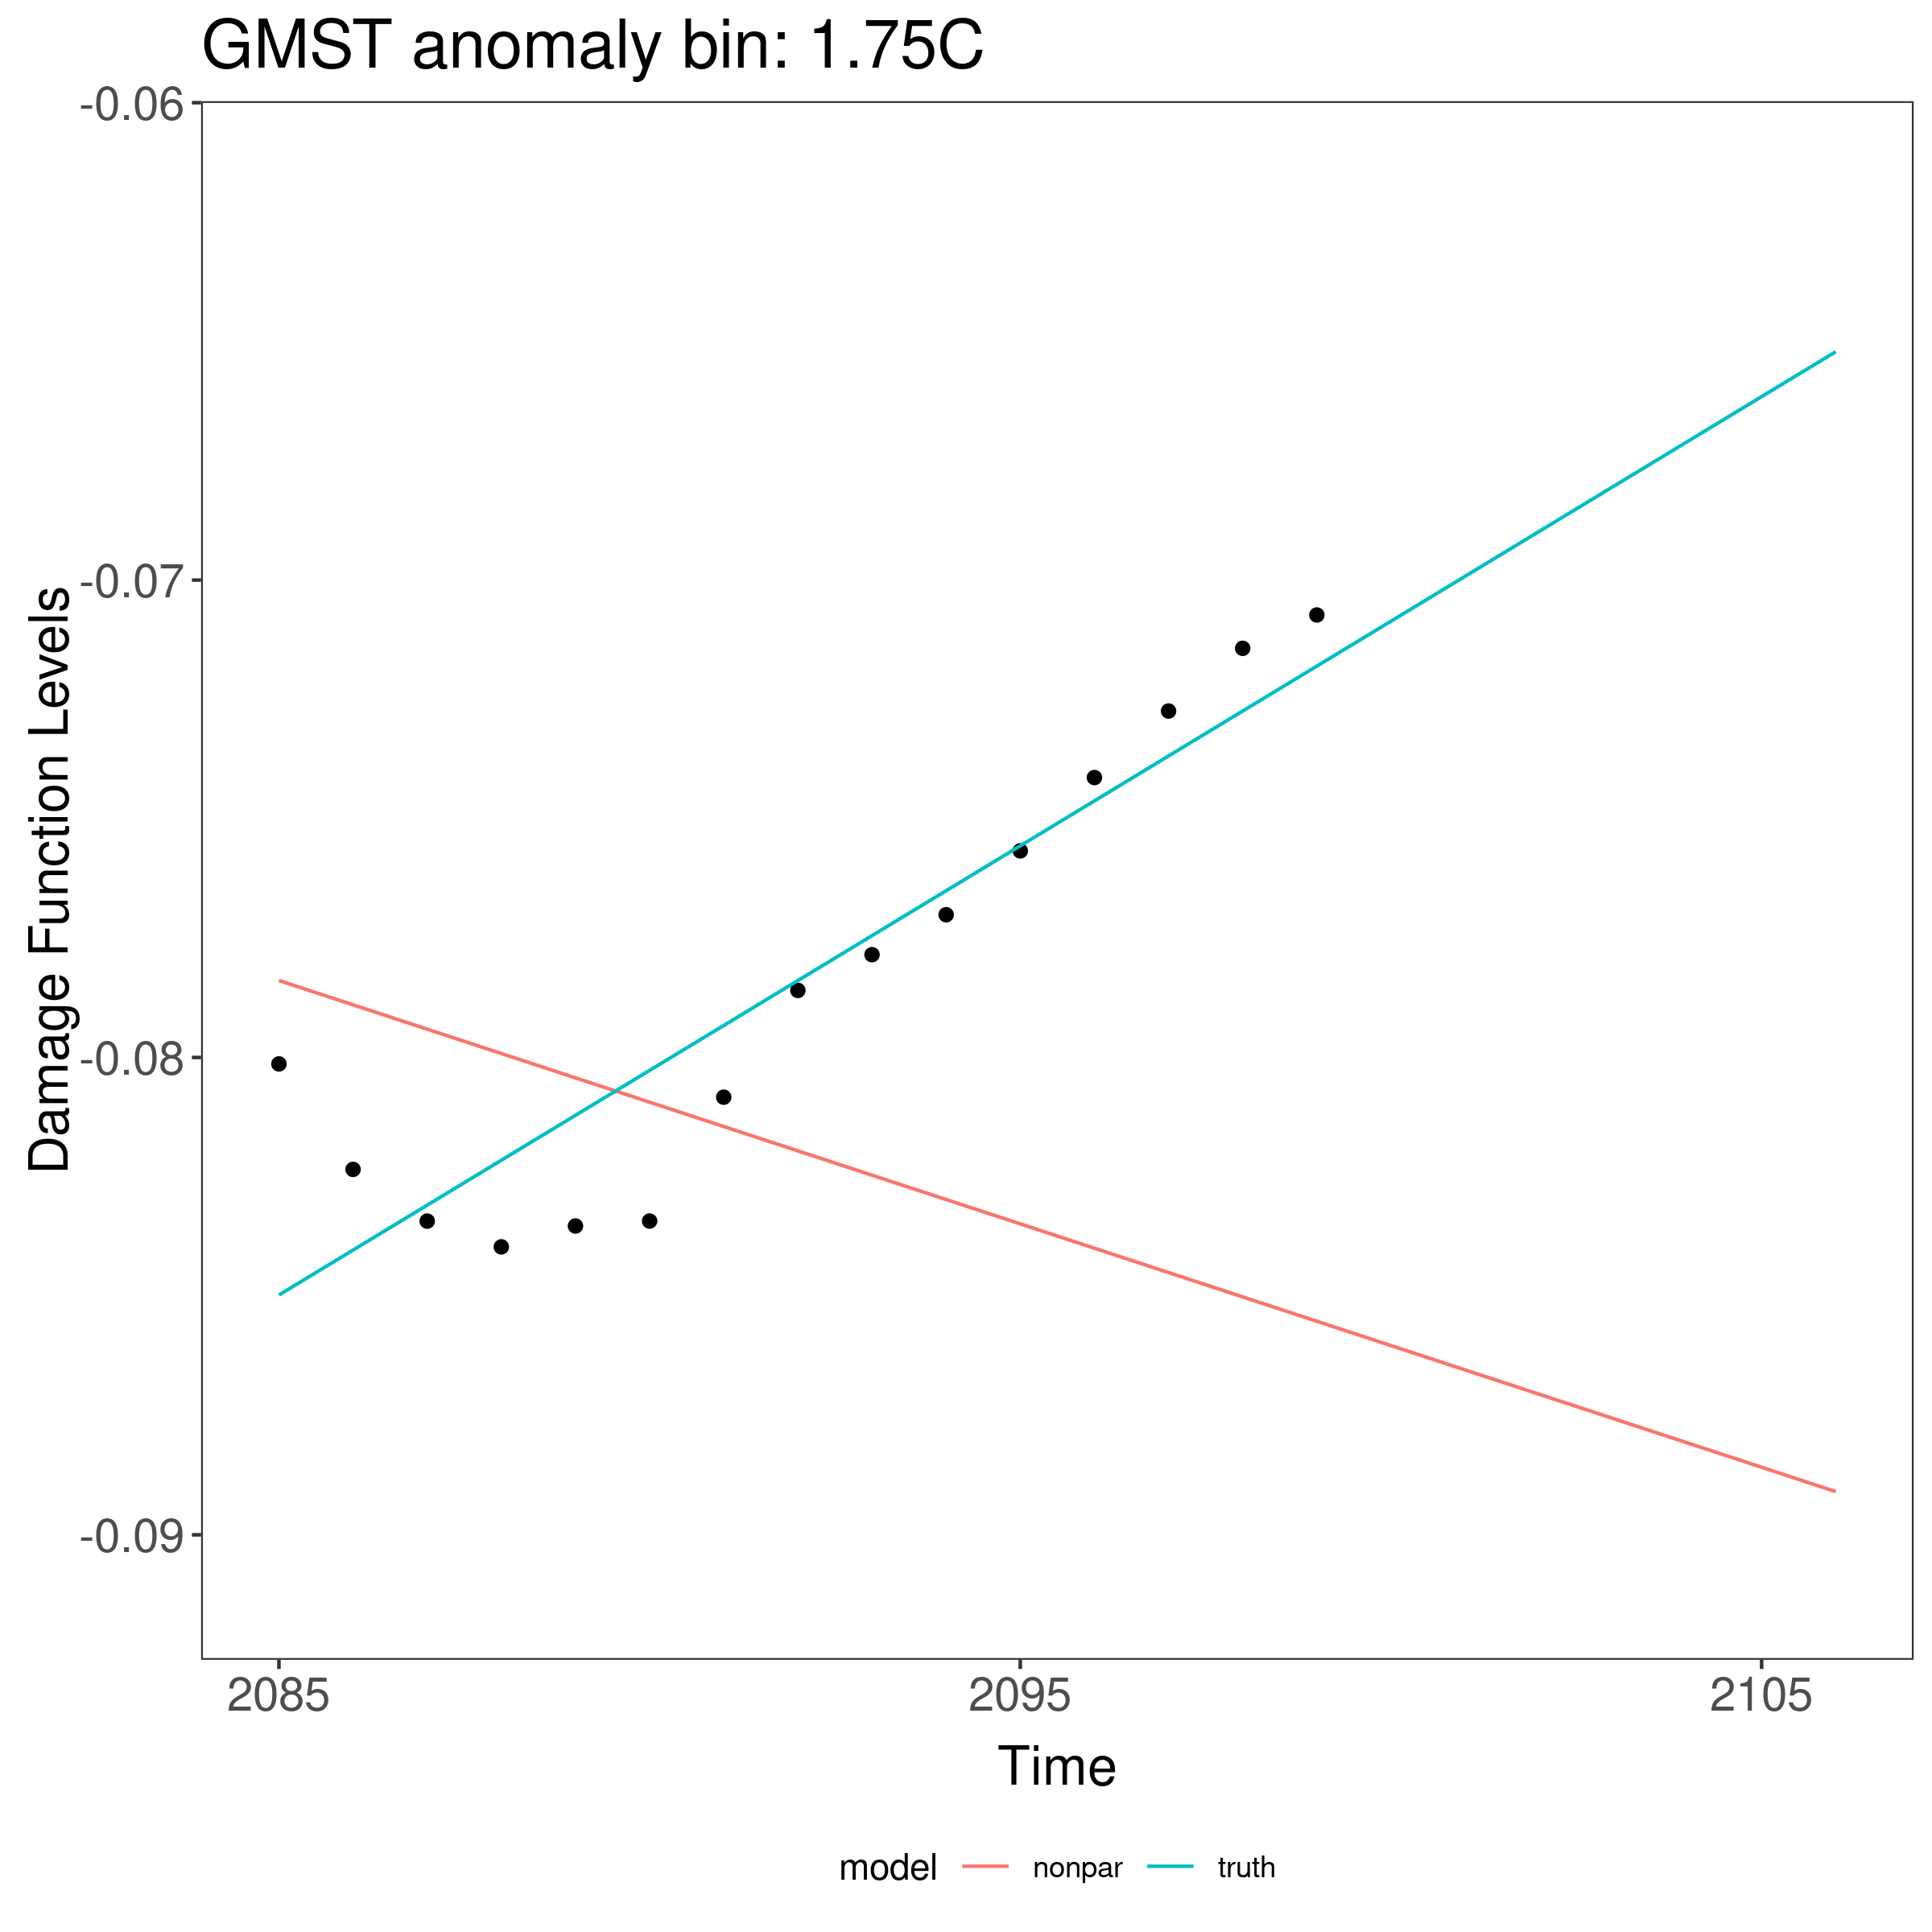 GMST anomaly bin: 1.75C
-0.06
-0.07
-0.08
-0.09
Damage Function Levels
2085 2095 2105
Time
model nonpar truth